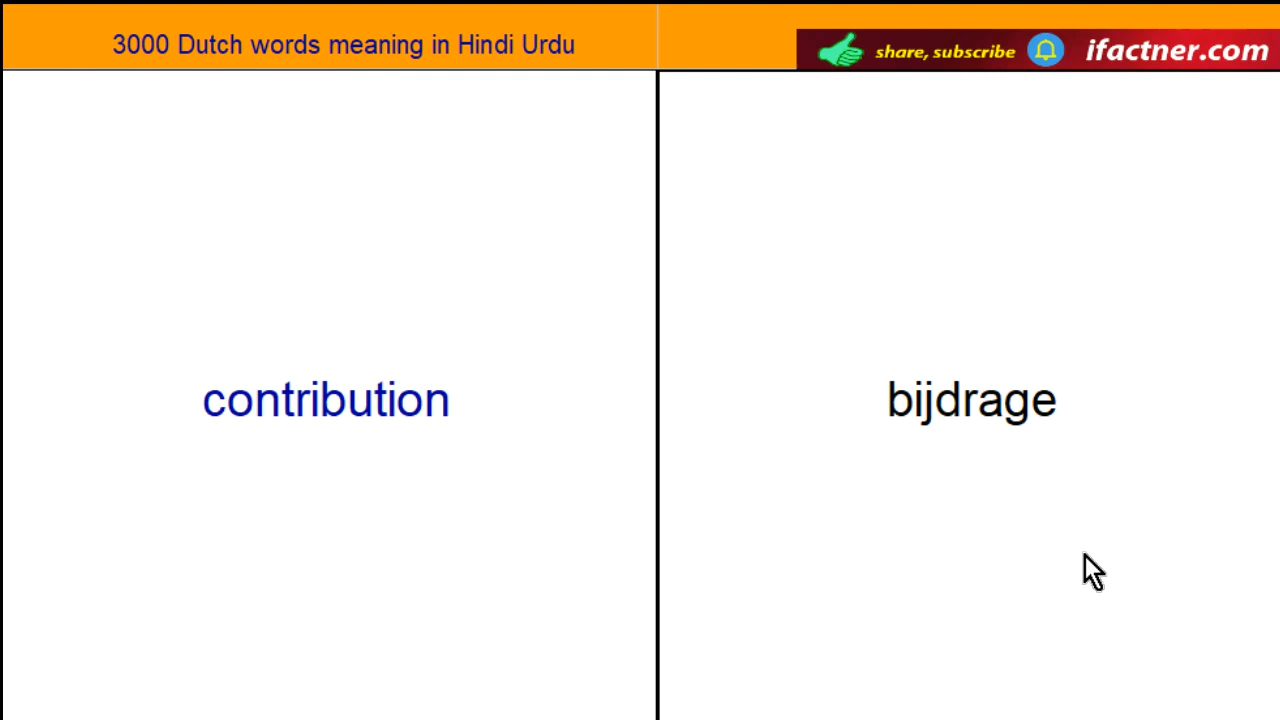 3000 Dutch words meaning in Hindi Urdu
share, subscribe ifactner.com
contribution
bijdrage